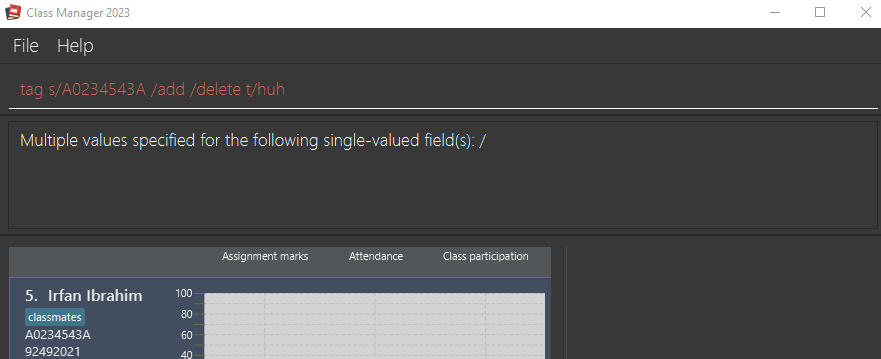 Class Manager 2023
File Help
tag s/A0234543A /add /delete t/huh
Multiple values specified for the following single-valued field(s): /
Assignment marks Attendance Class participation
5. Irfan Ibrahim
classmates
A0234543A
92492021
100
80
60
40